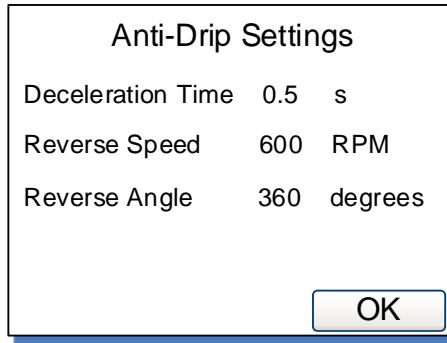 Anti-Drip Settings
Deceleration Time 0.5 s
Reverse Speed 600 RPM
Reverse Angle 360 degrees
OK